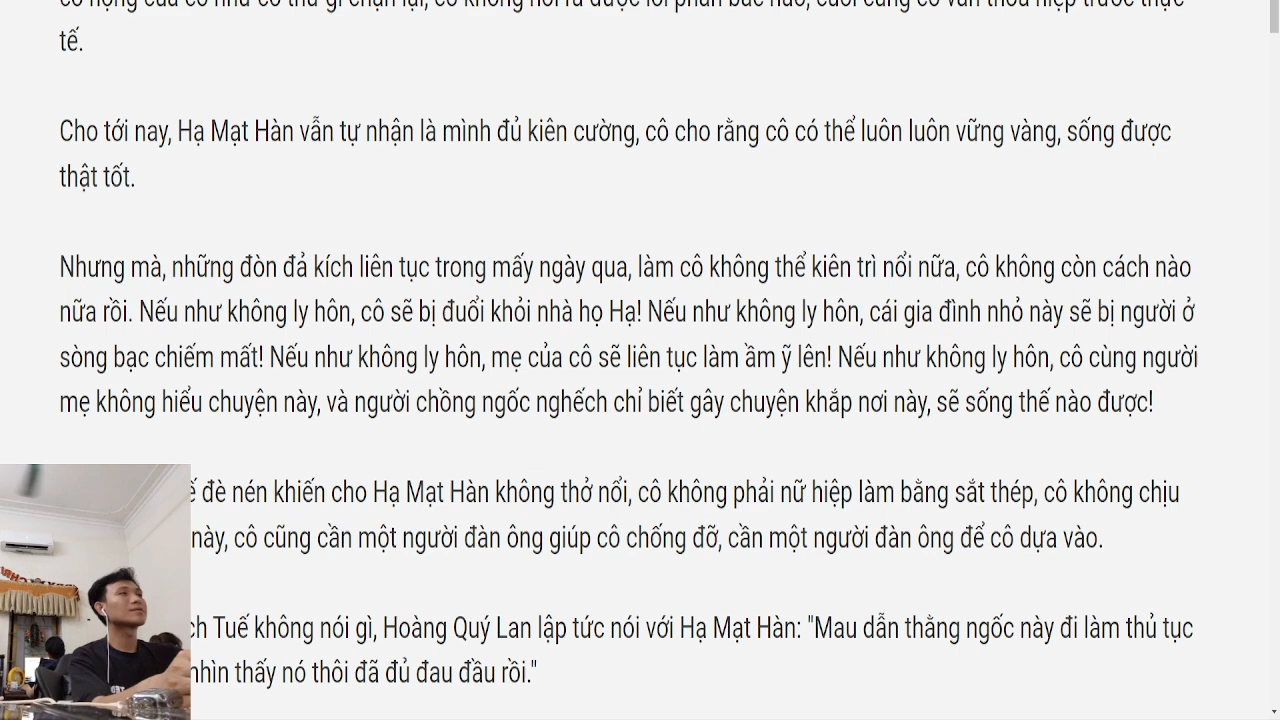 tế.
Cho tới nay, Hạ Mạt Hàn vẫn tự nhận là mình đủ kiên cường, cô cho rằng cô có thể luôn luôn vững vàng, sống được
thật tốt.
Nhưng mà, những đòn đả kích liên tục trong mấy ngày qua, làm cô không thể kiên trì nổi nữa, cô không còn cách nào
nữa rồi. Nếu như không ly hôn, cô sẽ bị đuổi khỏi nhà họ Hạ! Nếu như không ly hôn, cái gia đình nhỏ này sẽ bị người ở
sòng bạc chiếm mất! Nếu như không ly hôn, mẹ của cô sẽ liên tục làm ầm ỹ lên! Nếu như không ly hôn, cô cùng người
mẹ không hiểu chuyện này, và người chồng ngốc nghếch chỉ biết gây chuyện khắp nơi này, sẽ sống thế nào được!
đè nén khiến cho Hạ Mạt Hàn không thở nổi, cô không phải nữ hiệp làm bằng sắt thép, cô không chịu
này, cô cũng cần một người đàn ông giúp cô chống đỡ, cần một người đàn ông để cô dựa vào.
Tuế không nói gì, Hoàng Quý Lan lập tức nói với Hạ Mạt Hàn: "Mau dẫn thằng ngốc này đi làm thủ tục
nhìn thấy nó thôi đã đủ đau đầu rồi."